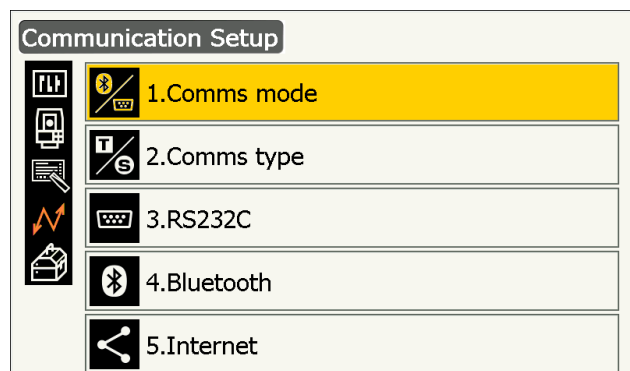 Communication Setup
1.Comms mode
T
S
2.Comms type
3.RS232C
4.Bluetooth
5.Internet